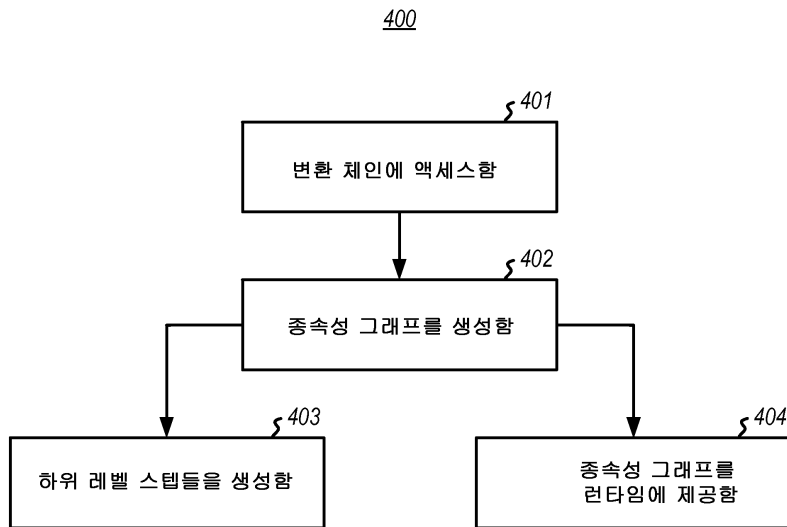 400
401
변환 체인에 액세스함
402
종속성 그래프를 생성함
403
하위 레벨 스텝들을 생성함
404
종속성 그래프를
런타임에 제공함